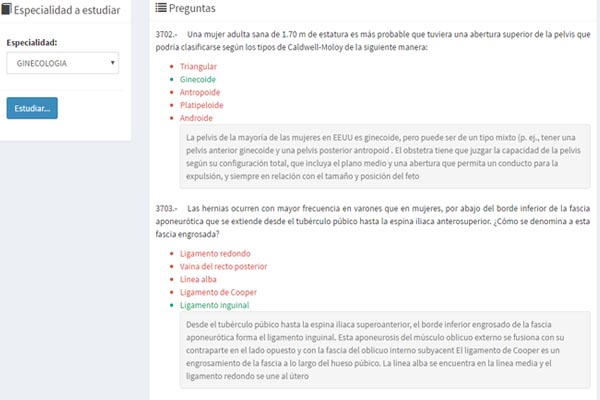 Especialidad a estudiar
Especialidad:
GINECOLOGIA
Estudiar...
Preguntas
3702.- Una mujer adulta sana de 1.70 m de estatura es más probable que tuviera una abertura superior de la pelvis que
podría clasificarse según los tipos de Caldwell-Moloy de la siguiente manera:
Triangular
Ginecoide
Antropoide
Platipeloide
Androide
La pelvis de la mayoría de las mujeres en EEUU es ginecoide, pero puede ser de un tipo mixto (p. ej., tener una
pelvis anterior ginecoide y una pelvis posterior antropoid . El obstetra tiene que juzgar la capacidad de la pelvis
según su configuración total, que incluya el plano medio y una abertura que permita un conducto para la
expulsión, y siempre en relación con el tamaño y posición del feto
3703.- Las hernias ocurren con mayor frecuencia en varones que en mujeres, por abajo del borde inferior de la fascia
aponeurótica que se extiende desde el tubérculo púbico hasta la espina iliaca anterosuperior. ¿Cómo se denomina a esta
fascia engrosada?
Ligamento redondo
Vaina del recto posterior
Línea alba
Ligamento de Cooper
Ligamento inguinal
Desde el tubérculo púbico hasta la espina iliaca superoanterior, el borde inferior engrosado de la fascia
aponeurótica forma el ligamento inguinal. Esta aponeurosis del músculo oblicuo externo se fusiona con su
contraparte en el lado opuesto y con la fascia del oblicuo interno subyacent El ligamento de Cooper es un
engrosamiento de la fascia a lo largo del hueso púbico. La línea alba se encuentra en la línea media y el
ligamento redondo se une al útero